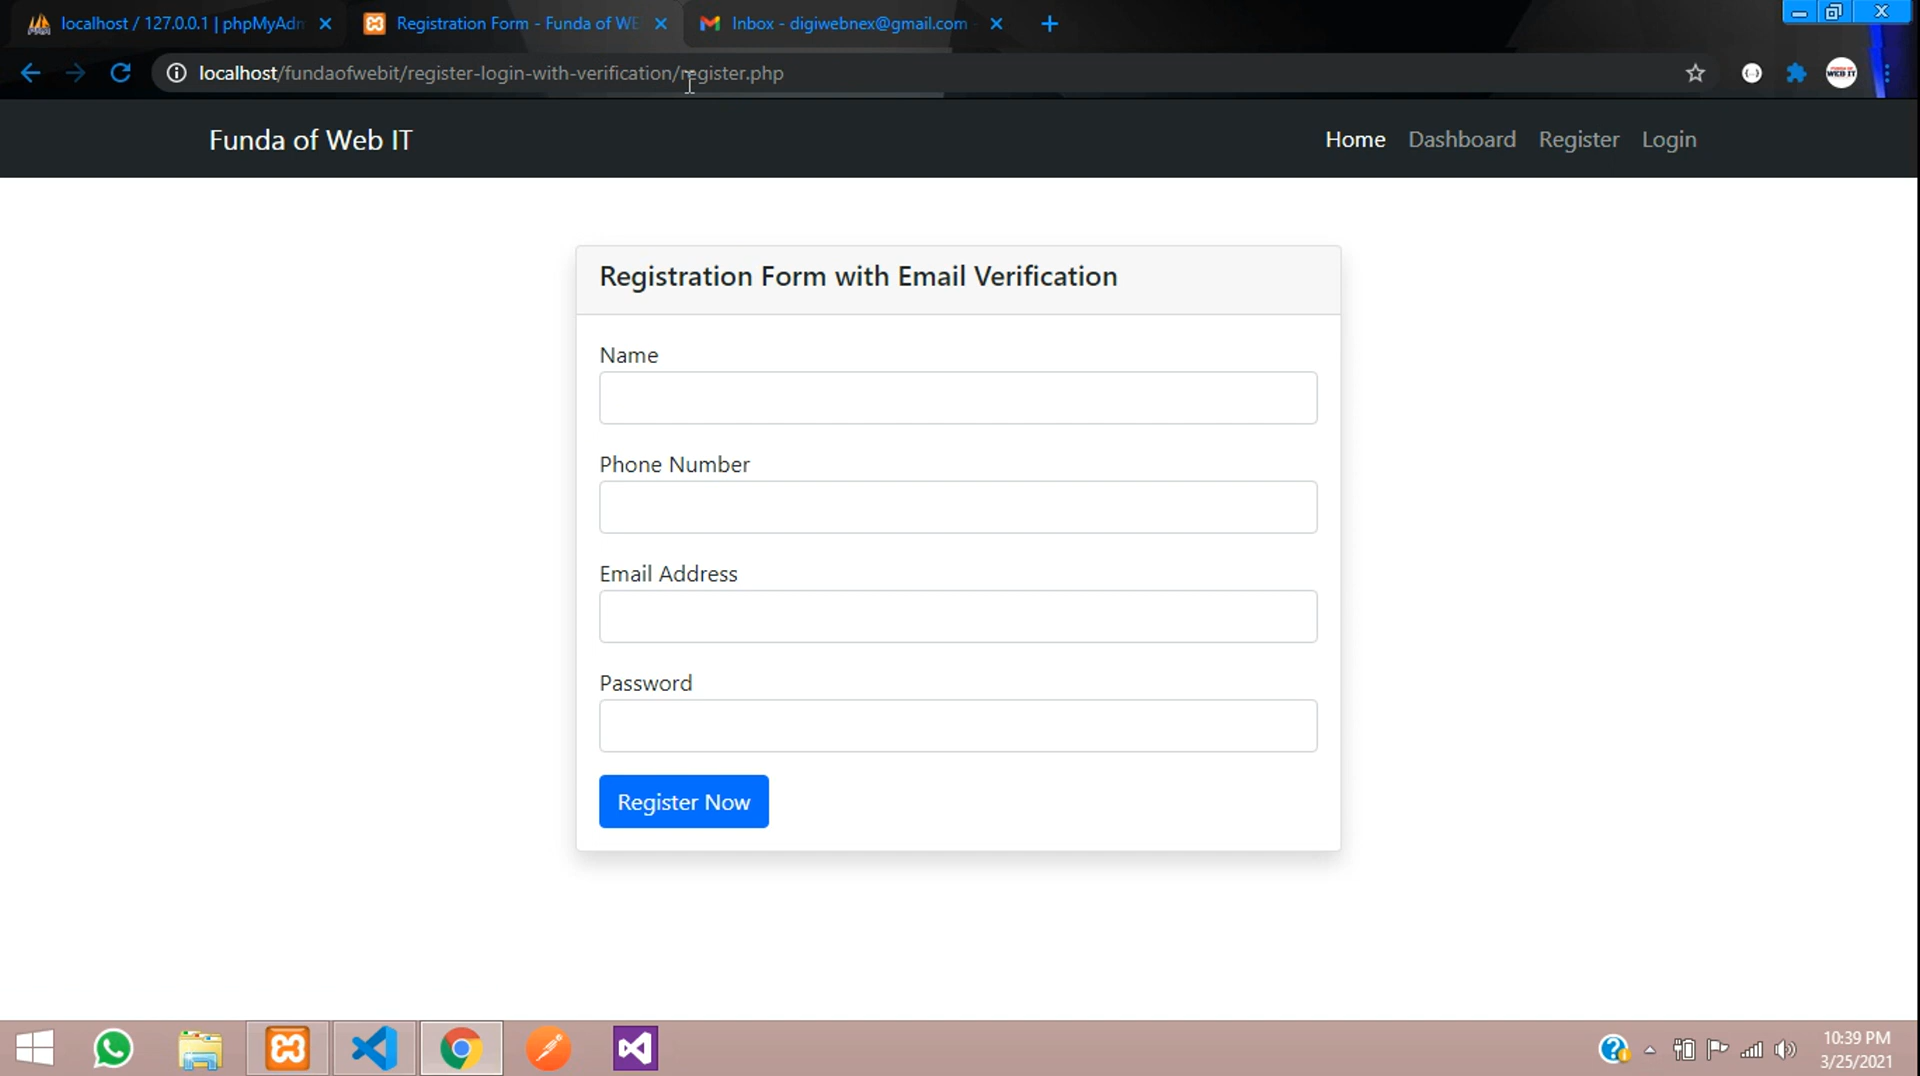 localhost / 127.0.0.1 | phpMyAdm
Registration Form - Funda of WE
Inbox - digiwebnex@gmail.com
localhost/fundaofwebit/register-login-with-verification/register.php
Funda of Web IT
Home
Dashboard
Register
Login
Registration Form with Email Verification
Name
Phone Number
Email Address
Password
Register Now
10:39 PM
3/25/2021